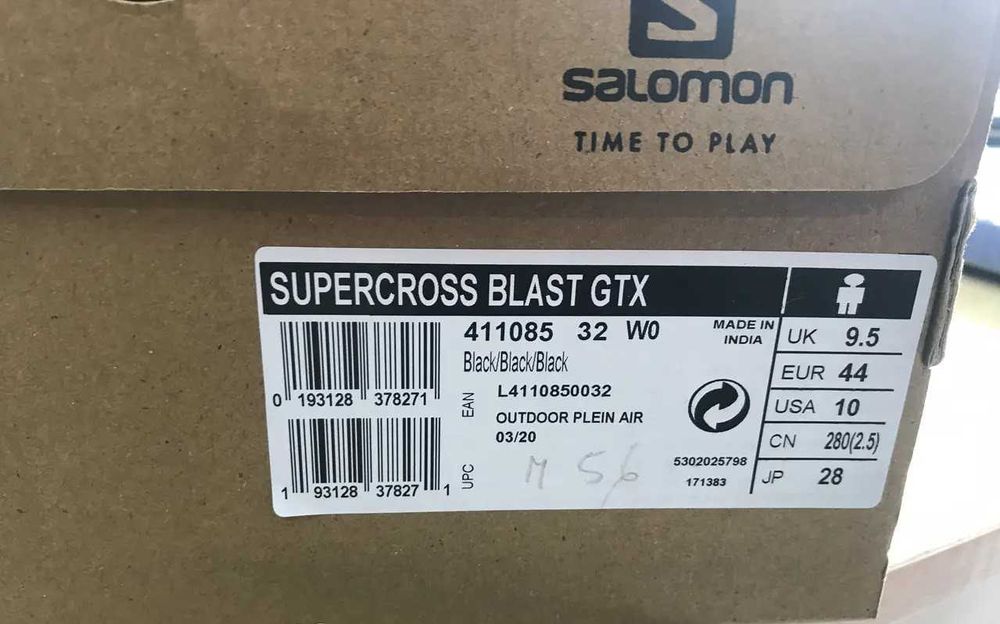 S
salomon
TIME TO PLAY
SUPERCROSS BLAST GTX
411085 32 W0
Black/Black/Black
MADE IN
INDIA
EAN
L4110850032
OUTDOOR PLEIN AIR
03/20
0 193128 378271
UPC
1 93128 37827 1
M 56
5302025798
171383
UK 9.5
EUR 44
USA 10
CN 280(2.5)
JP 28